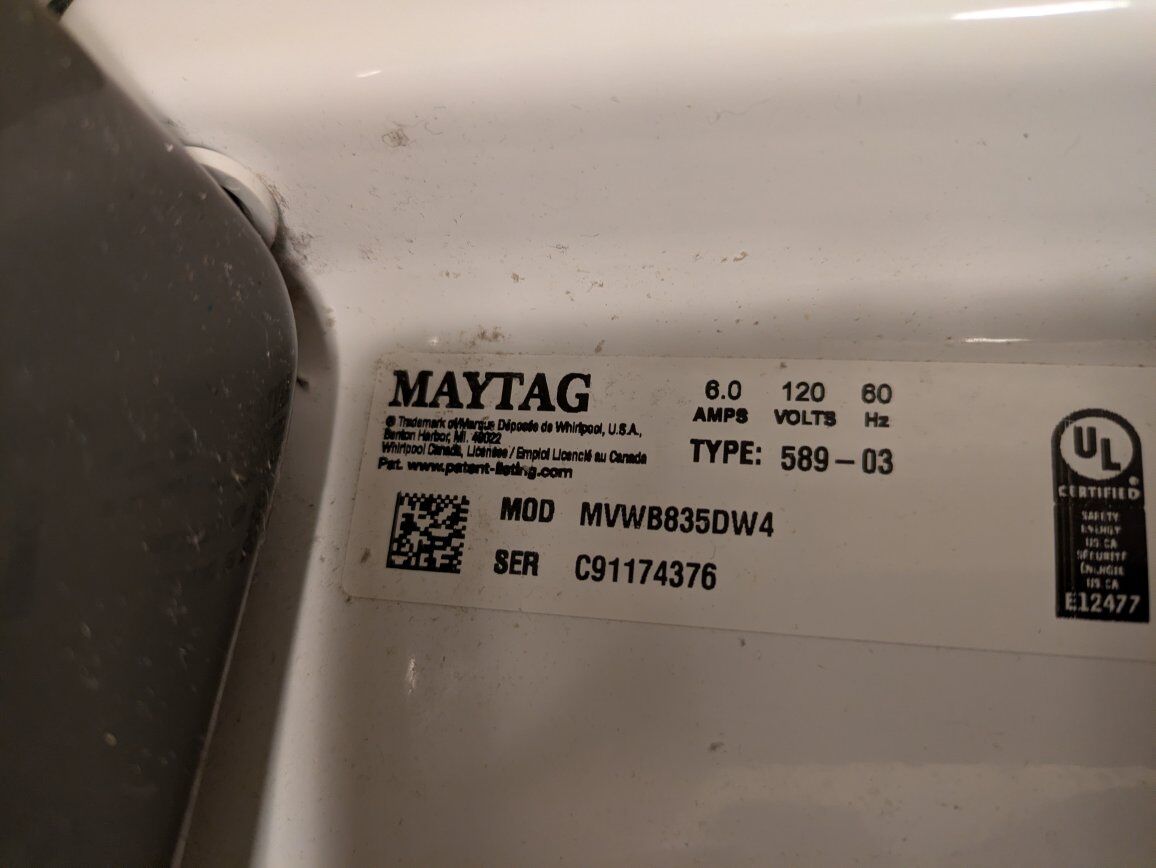 MAYTAG
® Trademark of/Marque Déposée de Whirlpool, U.S.A.,
Benton Harbor, MI. 49022
Whirlpool Canada, Licensee / Emploi Licencié au Canada
Pat. www.patent-listing.com
6.0 120 60
AMPS VOLTS Hz
TYPE: 589-03
MOD MVWB835DW4
SER C91174376
UL
CERTIFIED
SAFETY
ENERGY
US CA
SÉCURITÉ
ÉNERGIE
US CA
E12477